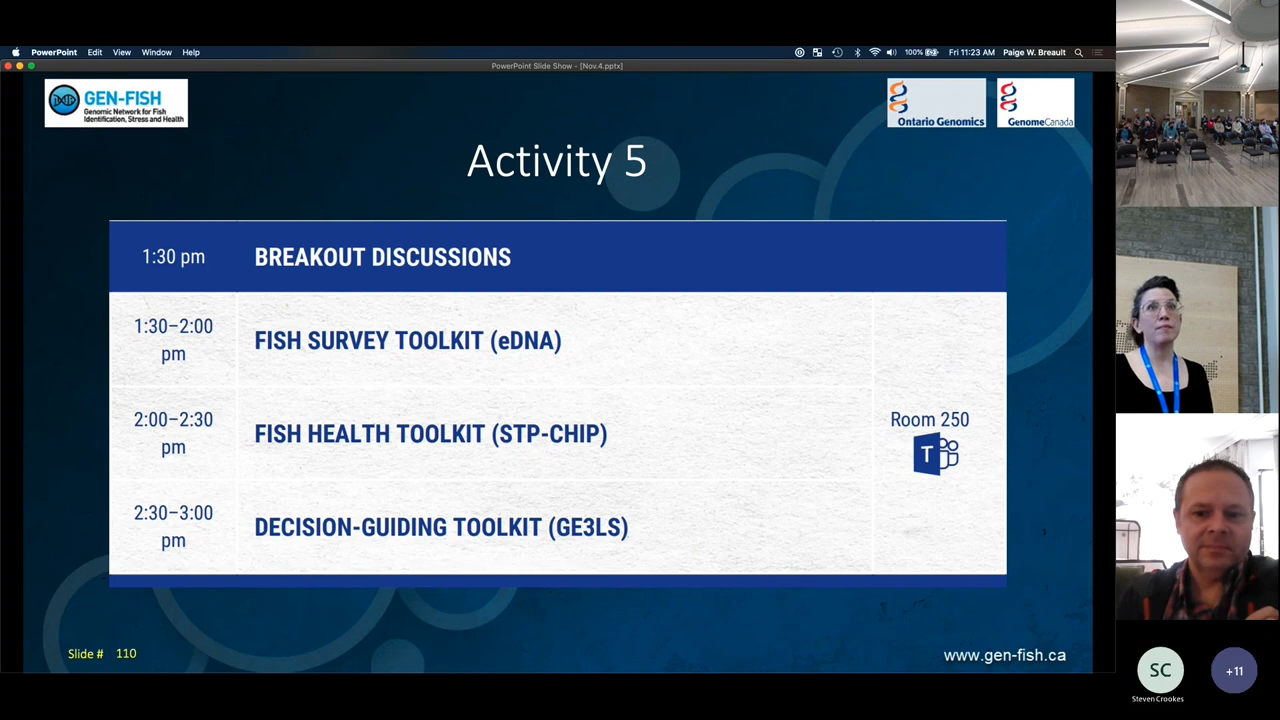 PowerPoint Edit View Window Help
100% Fri 11:23 AM Paige W. Breault
PowerPoint Slide Show - [Nov.4.pptx]
GEN-FISH
Genomic Network for Fish
Identification, Stress and Health
Ontario Genomics
GenomeCanada
Activity 5
1:30 pm BREAKOUT DISCUSSIONS
1:30–2:00
pm
FISH SURVEY TOOLKIT (eDNA)
2:00–2:30
pm
FISH HEALTH TOOLKIT (STP-CHIP)
Room 250
T
2:30–3:00
pm
DECISION-GUIDING TOOLKIT (GE3LS)
Slide # 110
www.gen-fish.ca
SC
Steven Crookes
+11